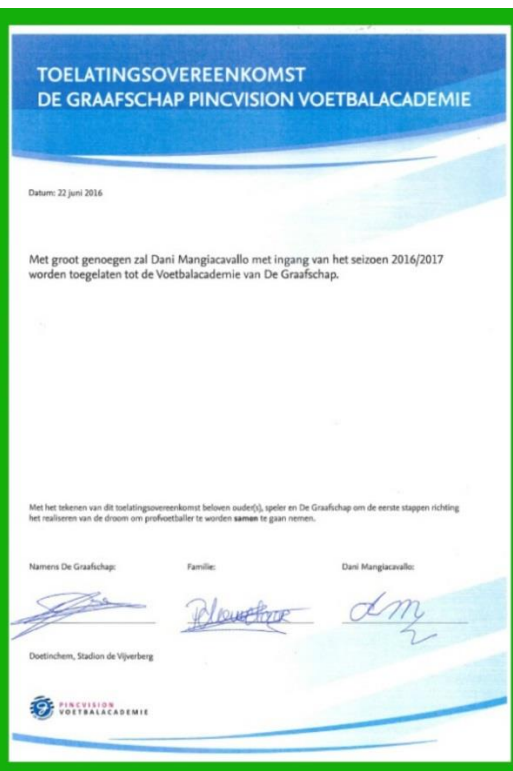 TOELATINGSOVEREENKOMST
DE GRAAFSCHAP PINCVISION VOETBALACADEMIE
Datum: 22 juni 2016
Met groot genoegen zal Dani Mangiacavallo met ingang van het seizoen 2016/2017
worden toegelaten tot de Voetbalacademie van De Graafschap.
Met het tekenen van dit toelatingsovereenkomst beloven ouder(s), speler en De Graafschap om de eerste stappen richting
het realiseren van de droom om profvoetballer te worden samen te gaan nemen.
Namens De Graafschap: Familie: Dani Mangiacavallo:
dm
Doetinchem, Stadion de Vijverberg
PINCVISION
VOETBALACADEMIE